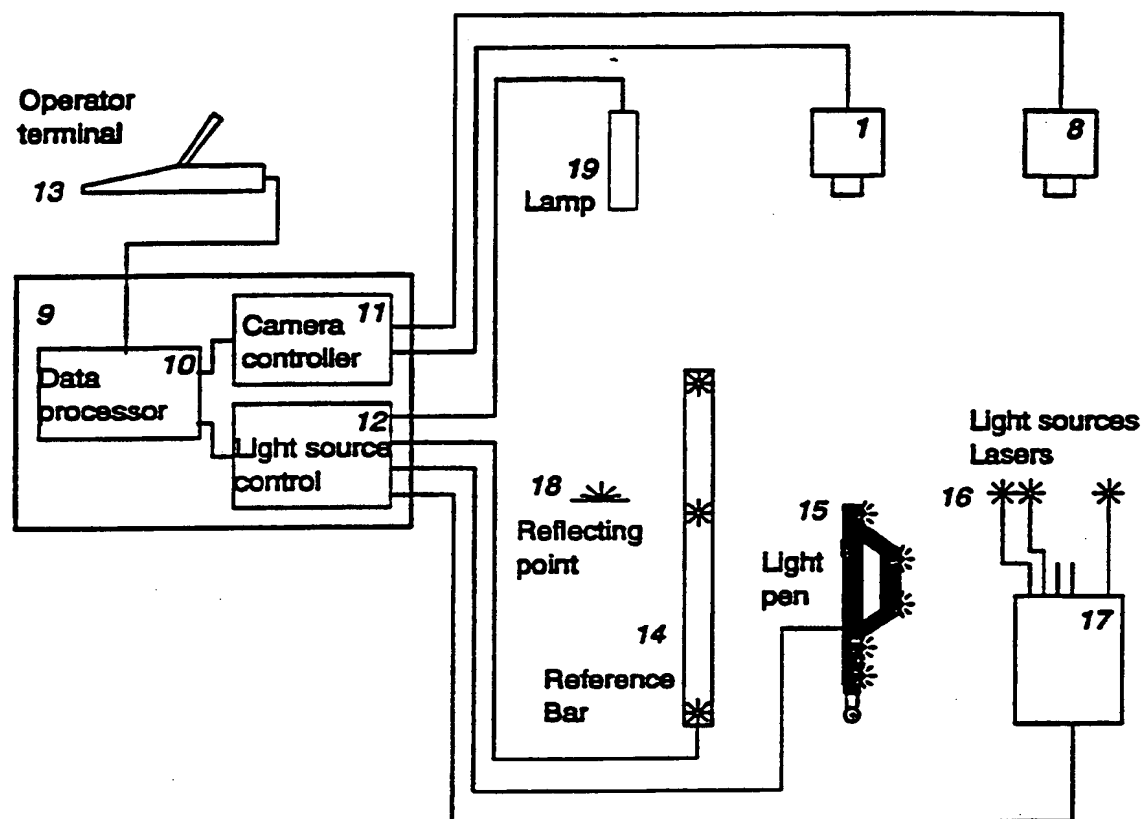 1
8
Operator
terminal
13
19
Lamp
9
11
Camera
controller
10
Data
processor
12
Light source
control
18
Reflecting
point
14
Reference
Bar
15
Light
pen
Light sources
Lasers
16
17